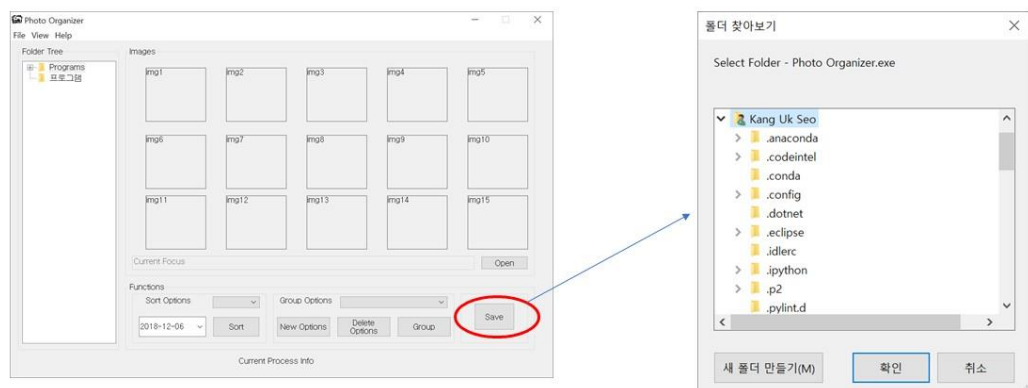 Photo Organizer
File View Help
Folder Tree
Programs
프로그램
Images
img1 img2 img3 img4 img5
img6 img7 img8 img9 img10
img11 img12 img13 img14 img15
Current Focus
Open
Functions
Sort Options
2018-12-06
Sort
Group Options
New Options
Delete
Options
Group
Save
Current Process Info
폴더 찾아보기
Select Folder - Photo Organizer.exe
Kang Uk Seo
.anaconda
.codeintel
.conda
.config
.dotnet
.eclipse
.idlerc
.ipython
.p2
.pylint.d
새 폴더 만들기(M) 확인 취소